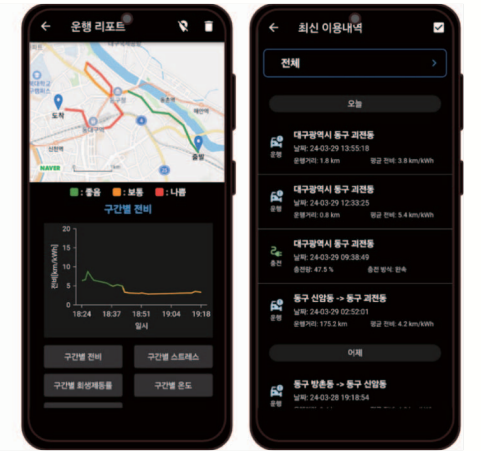 운행 리포트
도착
출발
NAVER
: 좋음 : 보통 : 나쁨
구간별 전비
전비[km/kWh]
20
15
10
5
0
18:24 18:37 18:51 19:04 19:18
일시
구간별 전비 구간별 스트레스
구간별 회생제동률 구간별 온도
최신 이용내역
전체
오늘
대구광역시 동구 괴전동
날짜: 24-03-29 13:55:18
운행 운행거리: 1.8 km 평균 전비: 3.8 km/kWh
대구광역시 동구 괴전동
날짜: 24-03-29 12:33:25
운행 운행거리: 0.8 km 평균 전비: 5.4 km/kWh
대구광역시 동구 괴전동
날짜: 24-03-29 09:38:49
충전 충전량: 47.5 % 충전 방식: 완속
동구 신암동 -> 동구 괴전동
날짜: 24-03-29 02:52:01
운행 운행거리: 175.2 km 평균 전비: 4.2 km/kWh
어제
동구 방촌동 -> 동구 신암동
날짜: 24-03-28 19:18:54
운행